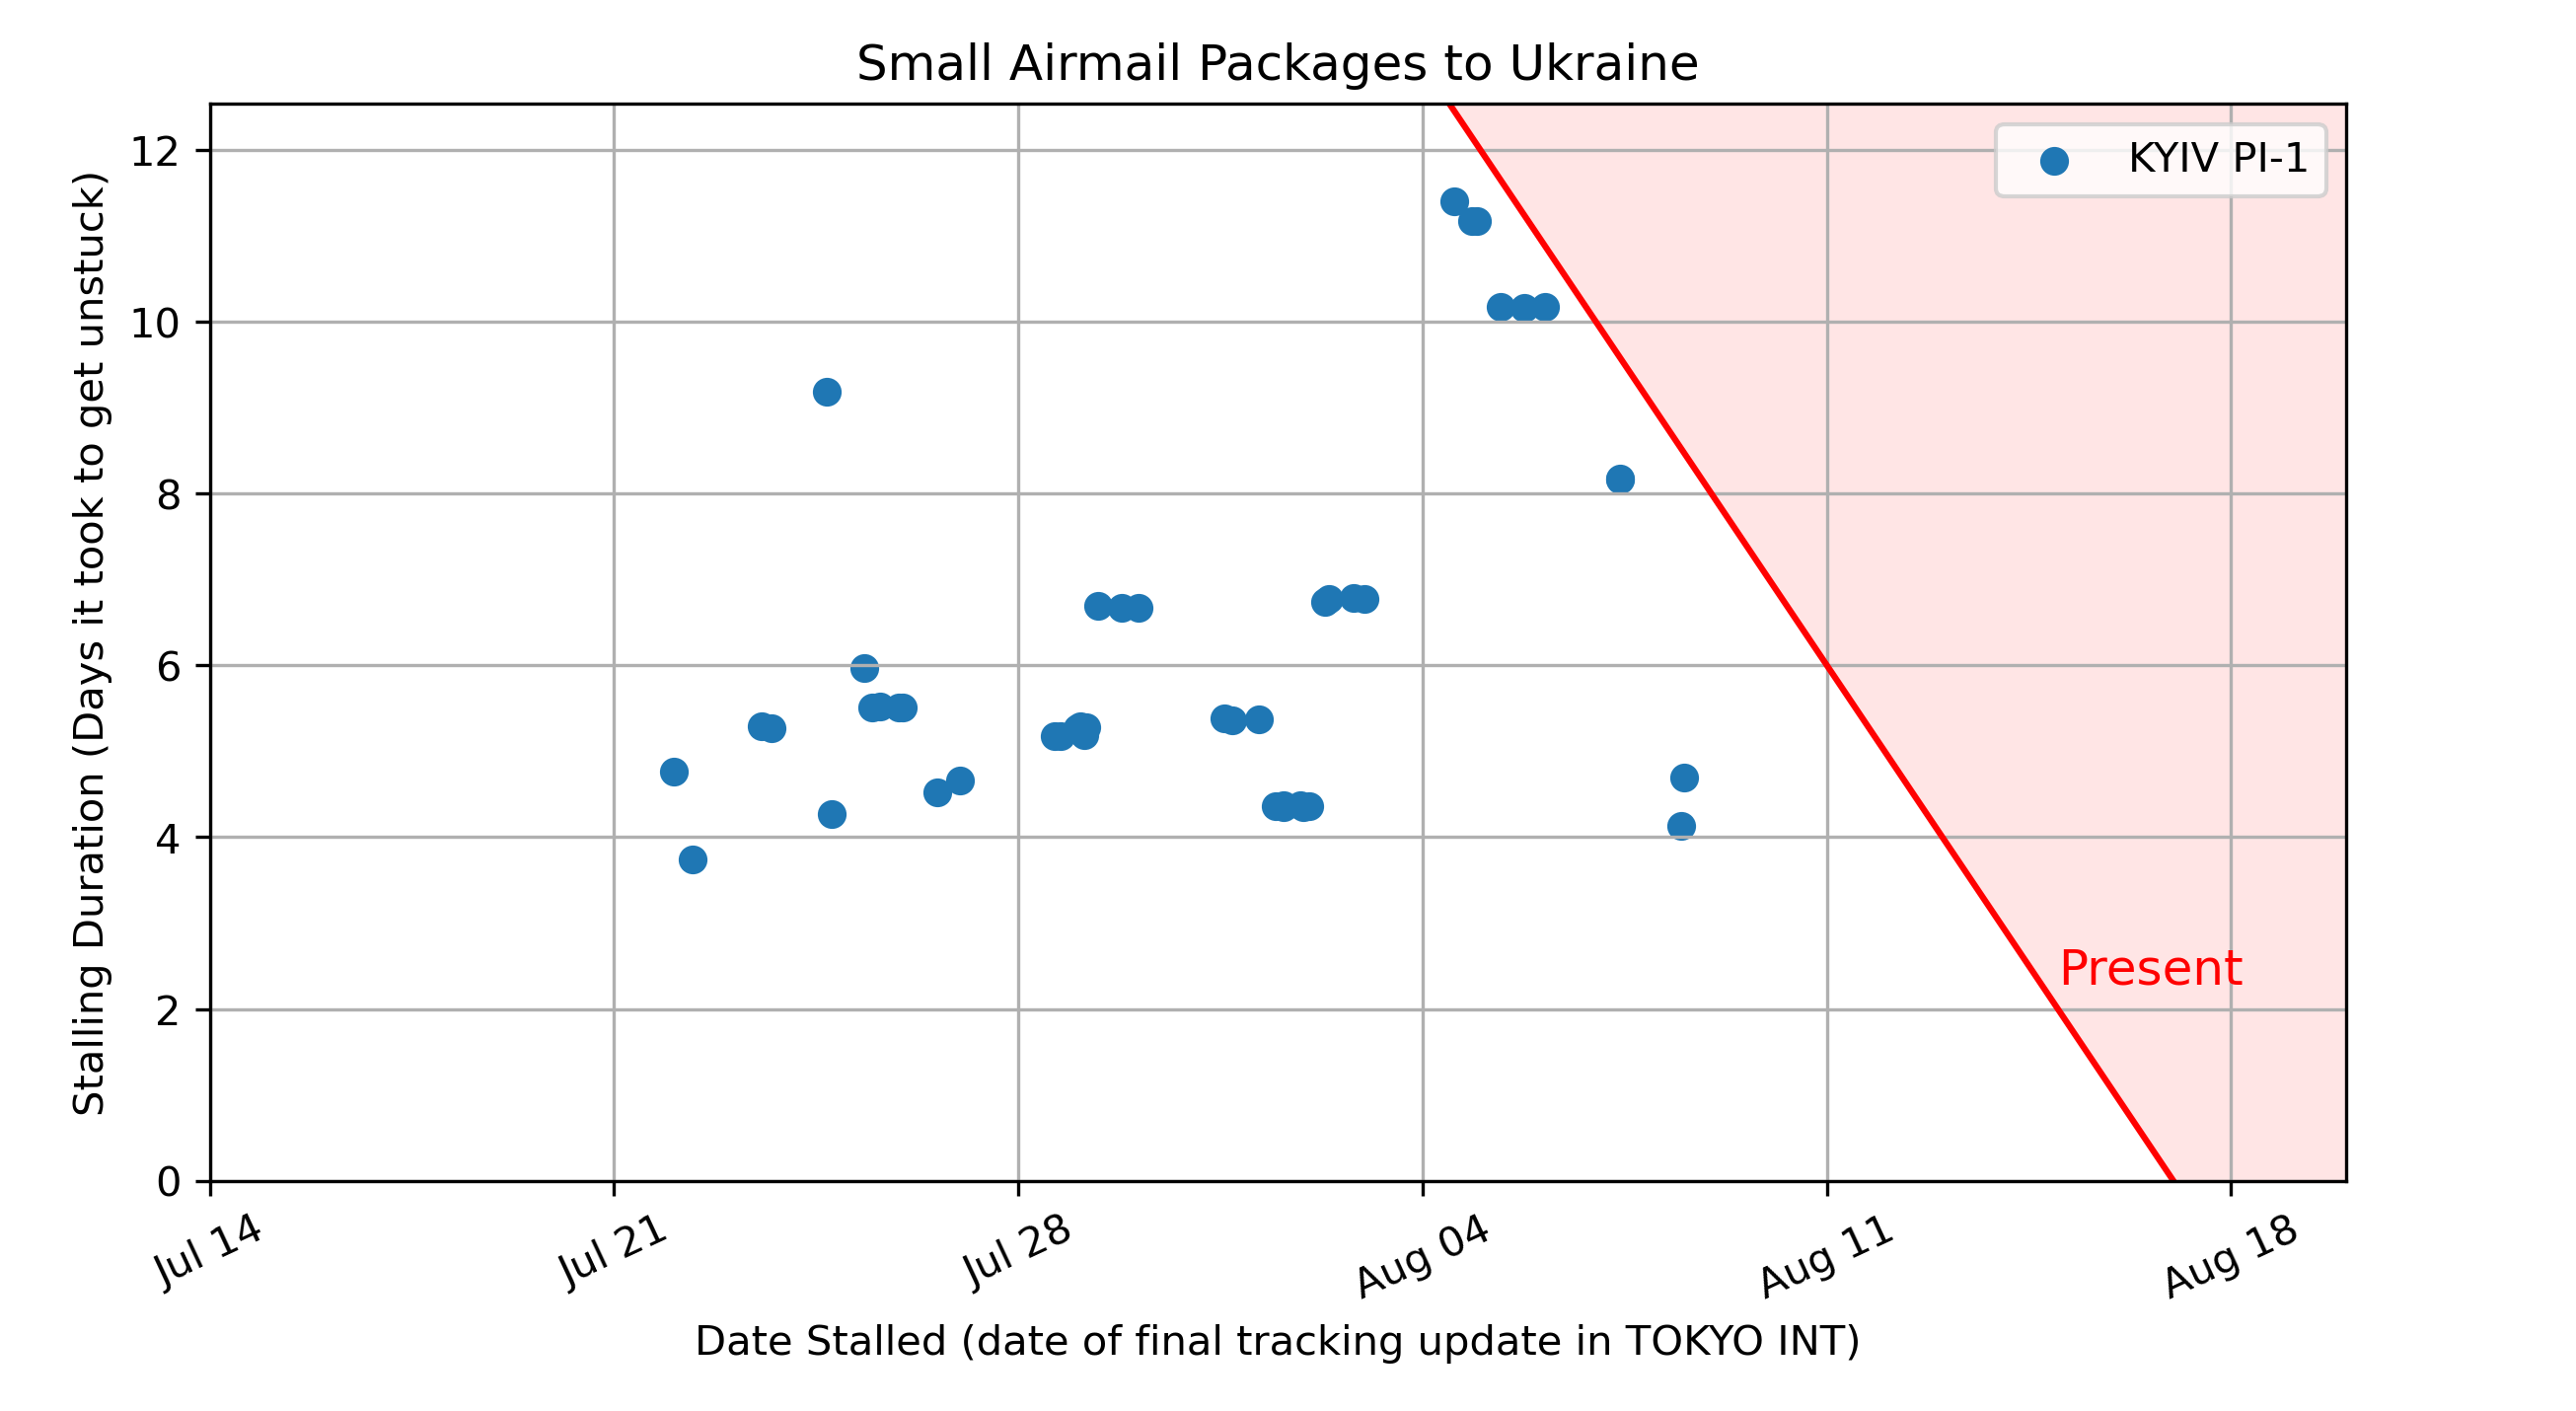 Small Airmail Packages to Ukraine
KYIV PI-1
Stalling Duration (Days it took to get unstuck)
12
10
8
6
4
2
0
Present
Jul 14
Jul 21
Jul 28
Aug 04
Aug 11
Aug 18
Date Stalled (date of final tracking update in TOKYO INT)